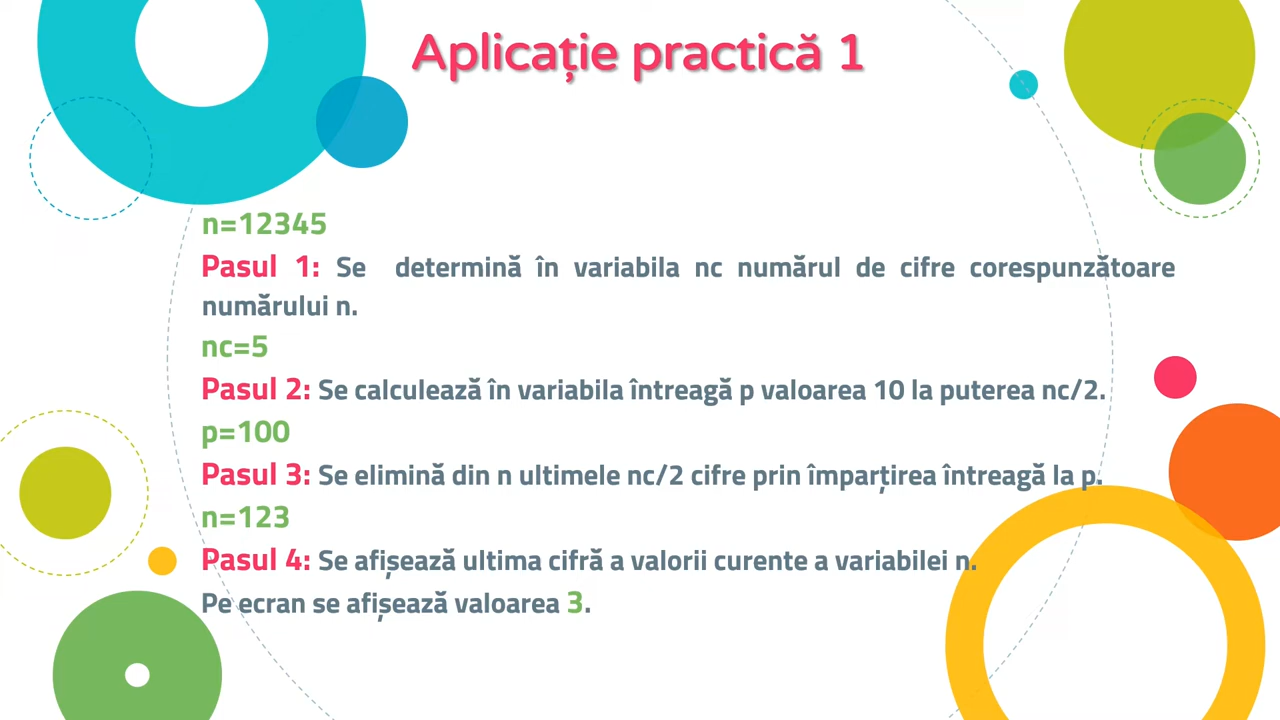 Aplicație practică 1
n=12345
Pasul 1: Se determină în variabila nc numărul de cifre corespunzătoare
numărului n.
nc=5
Pasul 2: Se calculează în variabila întreagă p valoarea 10 la puterea nc/2.
p=100
Pasul 3: Se elimină din n ultimele nc/2 cifre prin împarțirea întreagă la p.
n=123
Pasul 4: Se afișează ultima cifră a valorii curente a variabilei n.
Pe ecran se afișează valoarea 3.